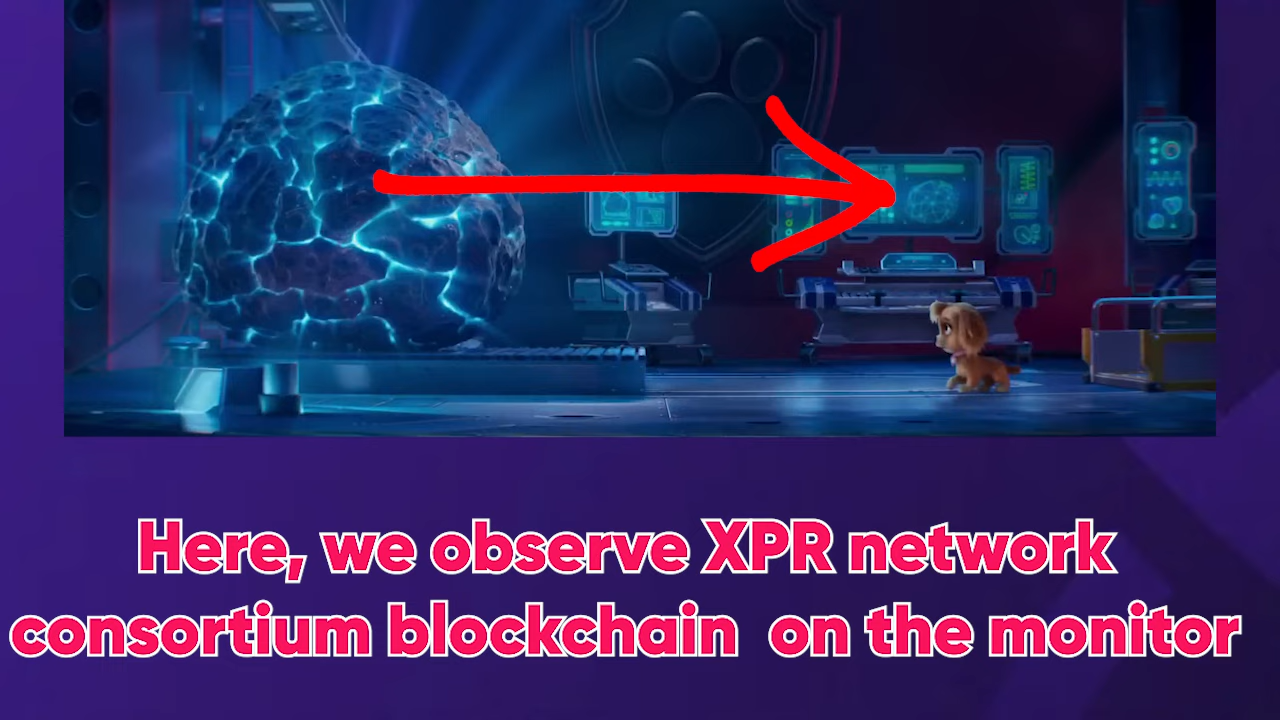 Here, we observe XPR network
consortium blockchain  on the monitor